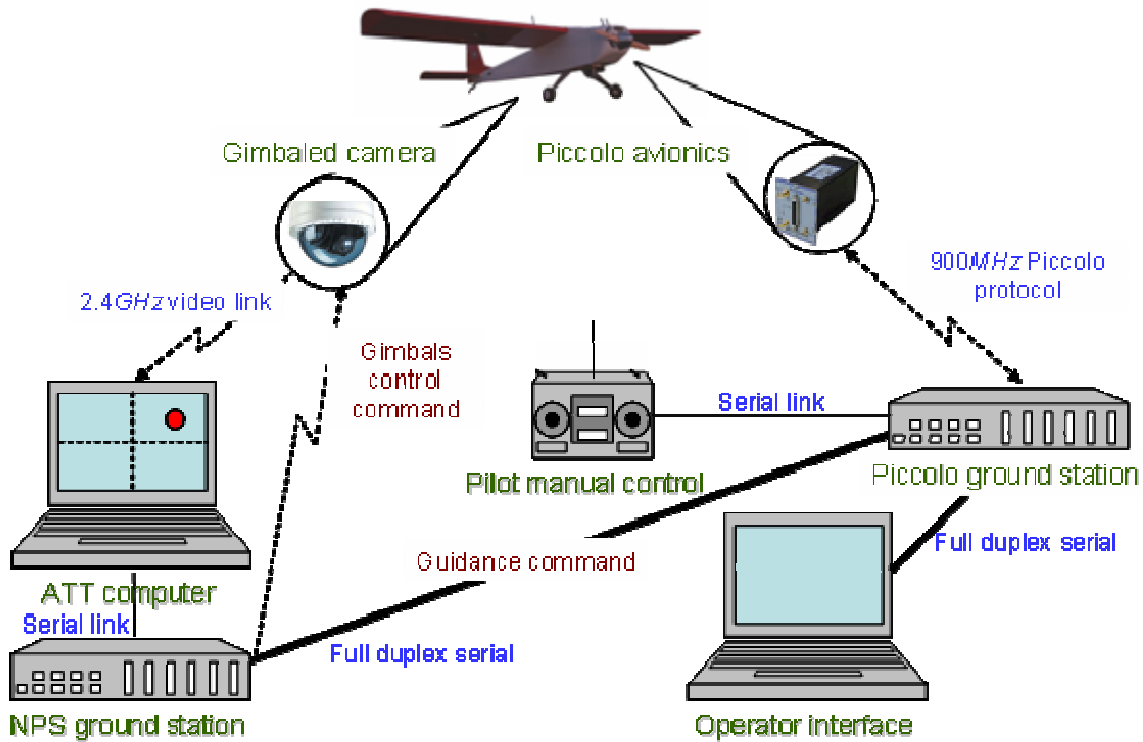 Gimbaled camera
Piccolo avionics
2.4GHz video link
900MHz Piccolo
protocol
Gimbals
control
command
Serial link
Pilot manual control
Piccolo ground station
Guidance command
Full duplex serial
ATT computer
Serial link
Full duplex serial
NPS ground station
Operator interface